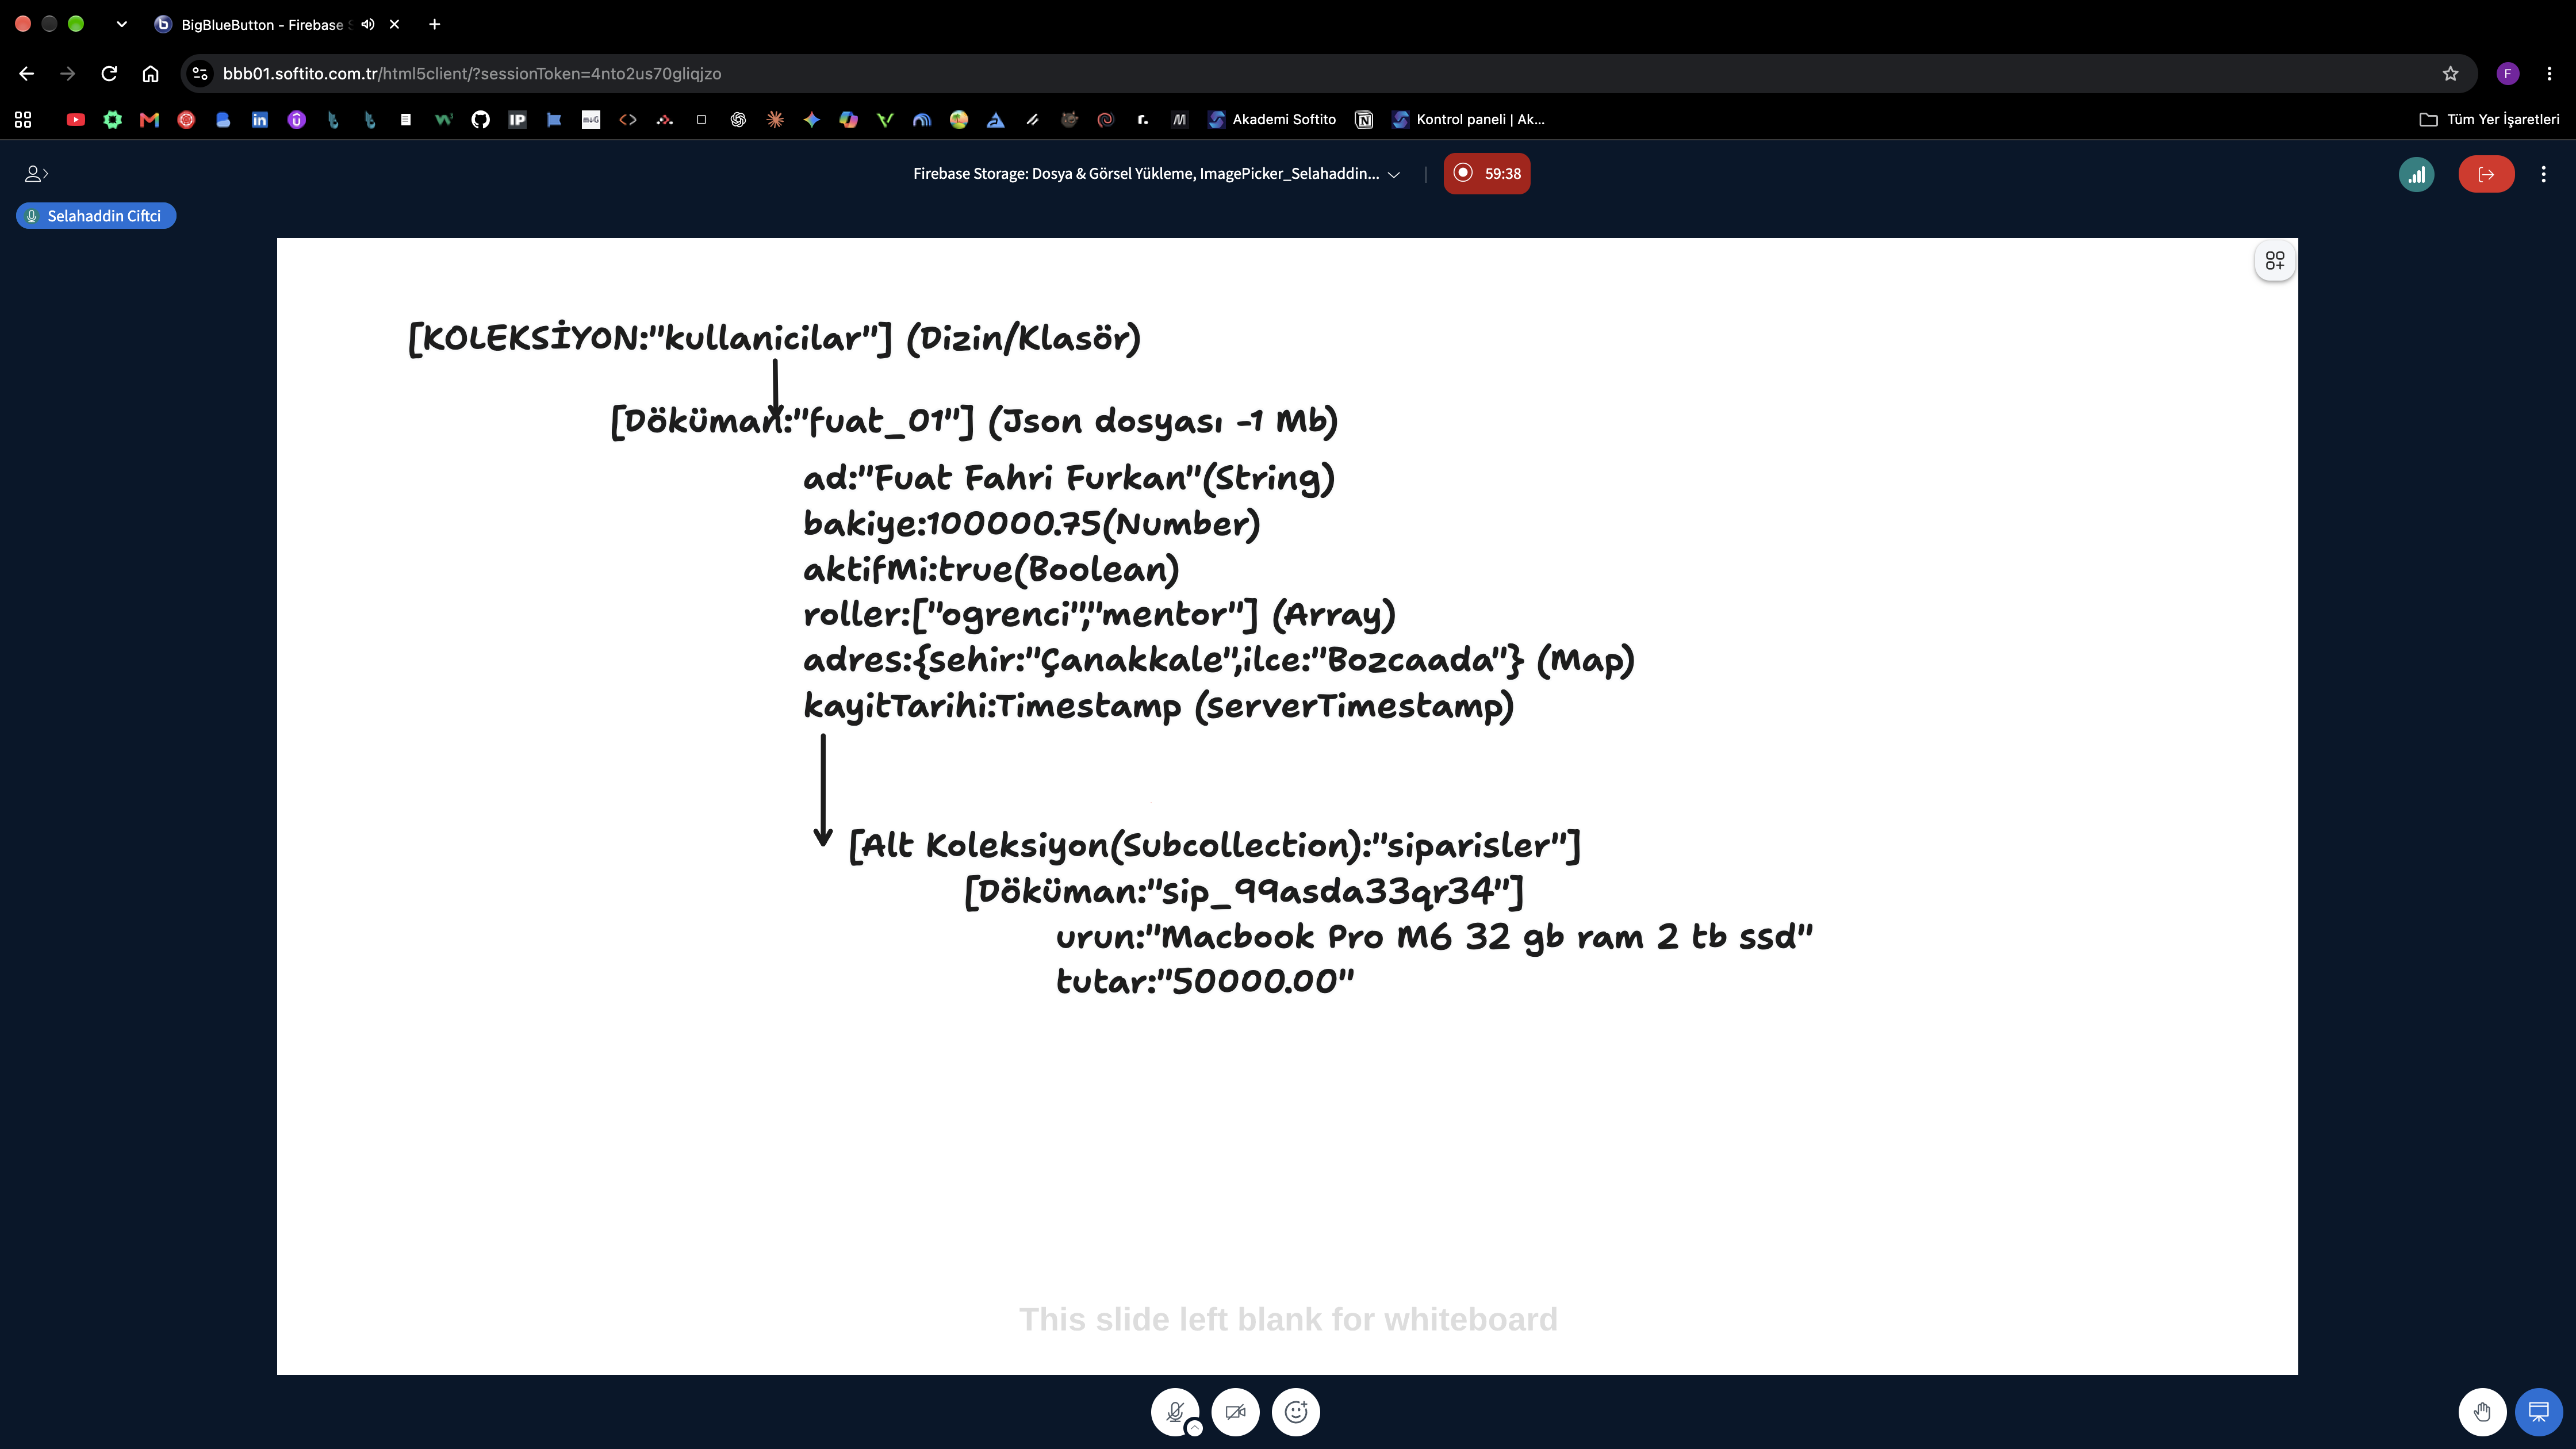 BigBlueButton - Firebase S
bbb01.softito.com.tr/html5client/?sessionToken=4nto2us70gliqjzo
F
Akademi Softito
Kontrol paneli | Ak...
Tüm Yer İşaretleri
Firebase Storage: Dosya & Görsel Yükleme, ImagePicker_Selahaddin...
59:38
Selahaddin Ciftci
[KOLEKSİYON:"kullanicilar"] (Dizin/Klasör)
[Döküman:"fuat_01"] (Json dosyası -1 Mb)
ad:"Fuat Fahri Furkan"(String)
bakiye:100000.75(Number)
aktifMi:true(Boolean)
roller:["ogrenci","mentor"] (Array)
adres:{sehir:"Çanakkale",ilce:"Bozcaada"} (Map)
kayitTarihi:Timestamp (serverTimestamp)
[Alt Koleksiyon(Subcollection):"siparisler"]
[Döküman:"sip_99asda33qr34"]
urun:"Macbook Pro M6 32 gb ram 2 tb ssd"
tutar:"50000.00"
This slide left blank for whiteboard